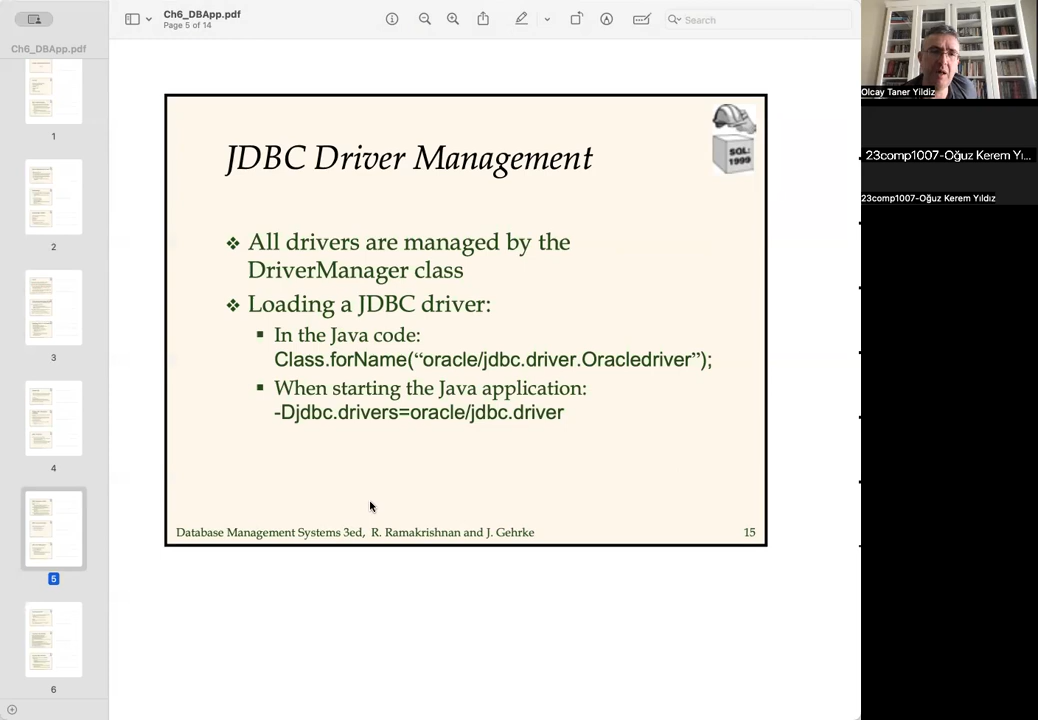 Ch6_DBApp.pdf
Page 5 of 14
Search
Ch6_DBApp.pdf
1
2
3
4
5
6
JDBC Driver Management
SQL:
1999
❖ All drivers are managed by the
DriverManager class
❖ Loading a JDBC driver:
▪ In the Java code:
Class.forName(“oracle/jdbc.driver.Oracledriver”);
▪ When starting the Java application:
-Djdbc.drivers=oracle/jdbc.driver
Database Management Systems 3ed, R. Ramakrishnan and J. Gehrke
15
Olcay Taner Yildiz
23comp1007-Oğuz Kerem Yı...
23comp1007-Oğuz Kerem Yıldız